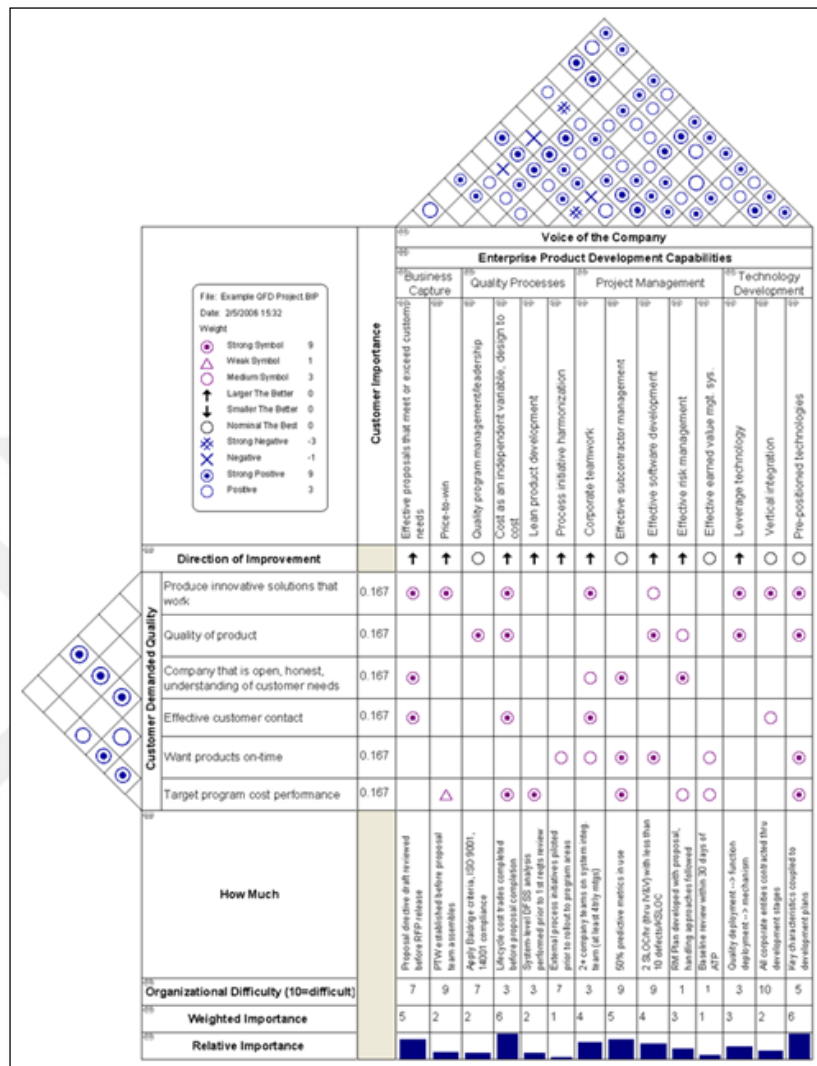 Voice of the Company
Enterprise Product Development Capabilities
Business
Capture
Quality Processes
Project Management
Technology
Development
File: Example QFD Project.BIP
Date: 2/5/2006 15:32
Weight
Strong Symbol 9
Weak Symbol 1
Medium Symbol 3
Larger The Better 0
Smaller The Better 0
Nominal The Best 0
Strong Negative -3
Negative -1
Strong Positive 9
Positive 3
Customer Importance
Effective proposals that meet or exceed customs
needs
Price-to-win
Quality program management/leadership
Cost as an independent variable, design to
cost
Lean product development
Process initiative harmonization
Corporate teamwork
Effective subcontractor management
Effective software development
Effective risk management
Effective earned value mgt. sys.
Leverage technology
Vertical integration
Pre-positioned technologies
Direction of Improvement
Customer Demanded Quality
Produce innovative solutions that
work
0.167
Quality of product
0.167
Company that is open, honest,
understanding of customer needs
0.167
Effective customer contact
0.167
Want products on-time
0.167
Target program cost performance
0.167
How Much
Proposal directive draft reviewed
before RFP release
PTW established before proposal
team assembles
Apply Baldrige criteria, ISO 9001,
14001 compliance
Lifecycle cost trades completed
before proposal completion
System-level DFSS analysis
performed prior to 1st reqts review
External process initiatives piloted
prior to rollout to program areas
2+ company teams on system integ.
team (at least 4b/y mtgs)
50% predictive metrics in use
2 SLOC/hr (thru IV&V) with less than
10 defects/KSLOC
RM Plan developed with proposal,
handling approaches followed
Baseline review within 30 days of
ATP
Quality deployment --> function
deployment --> mechanism
All corporate entities contracted thru
development stages
Key characteristics coupled to
development plans
Organizational Difficulty (10=difficult) 7 9 7 3 3 7 3 9 9 1 1 3 10 5
Weighted Importance 5 2 2 6 2 1 4 5 4 3 1 3 2 6
Relative Importance